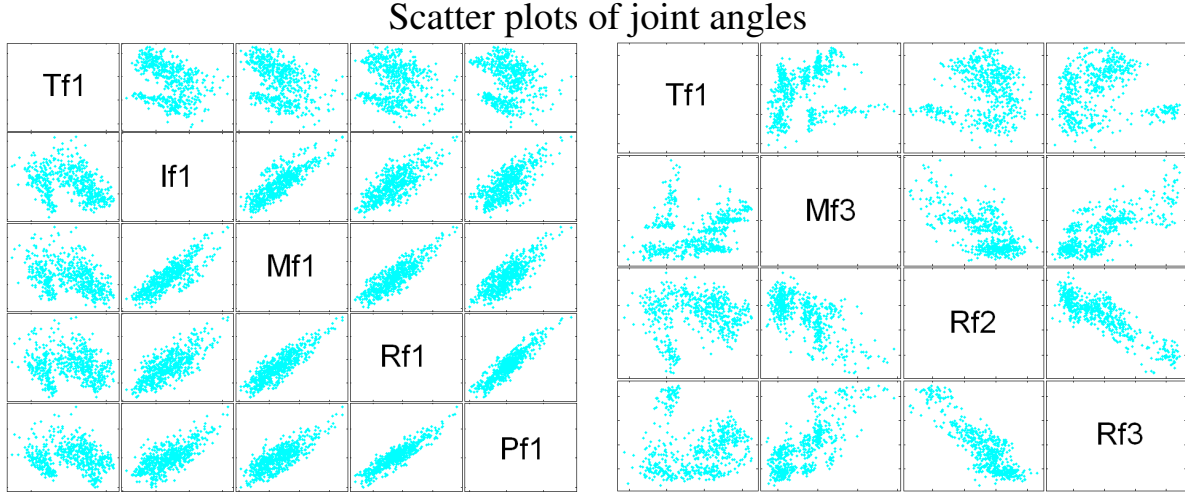 Scatter plots of joint angles
Tf1
If1
Mf1
Rf1
Pf1
Tf1
Mf3
Rf2
Rf3